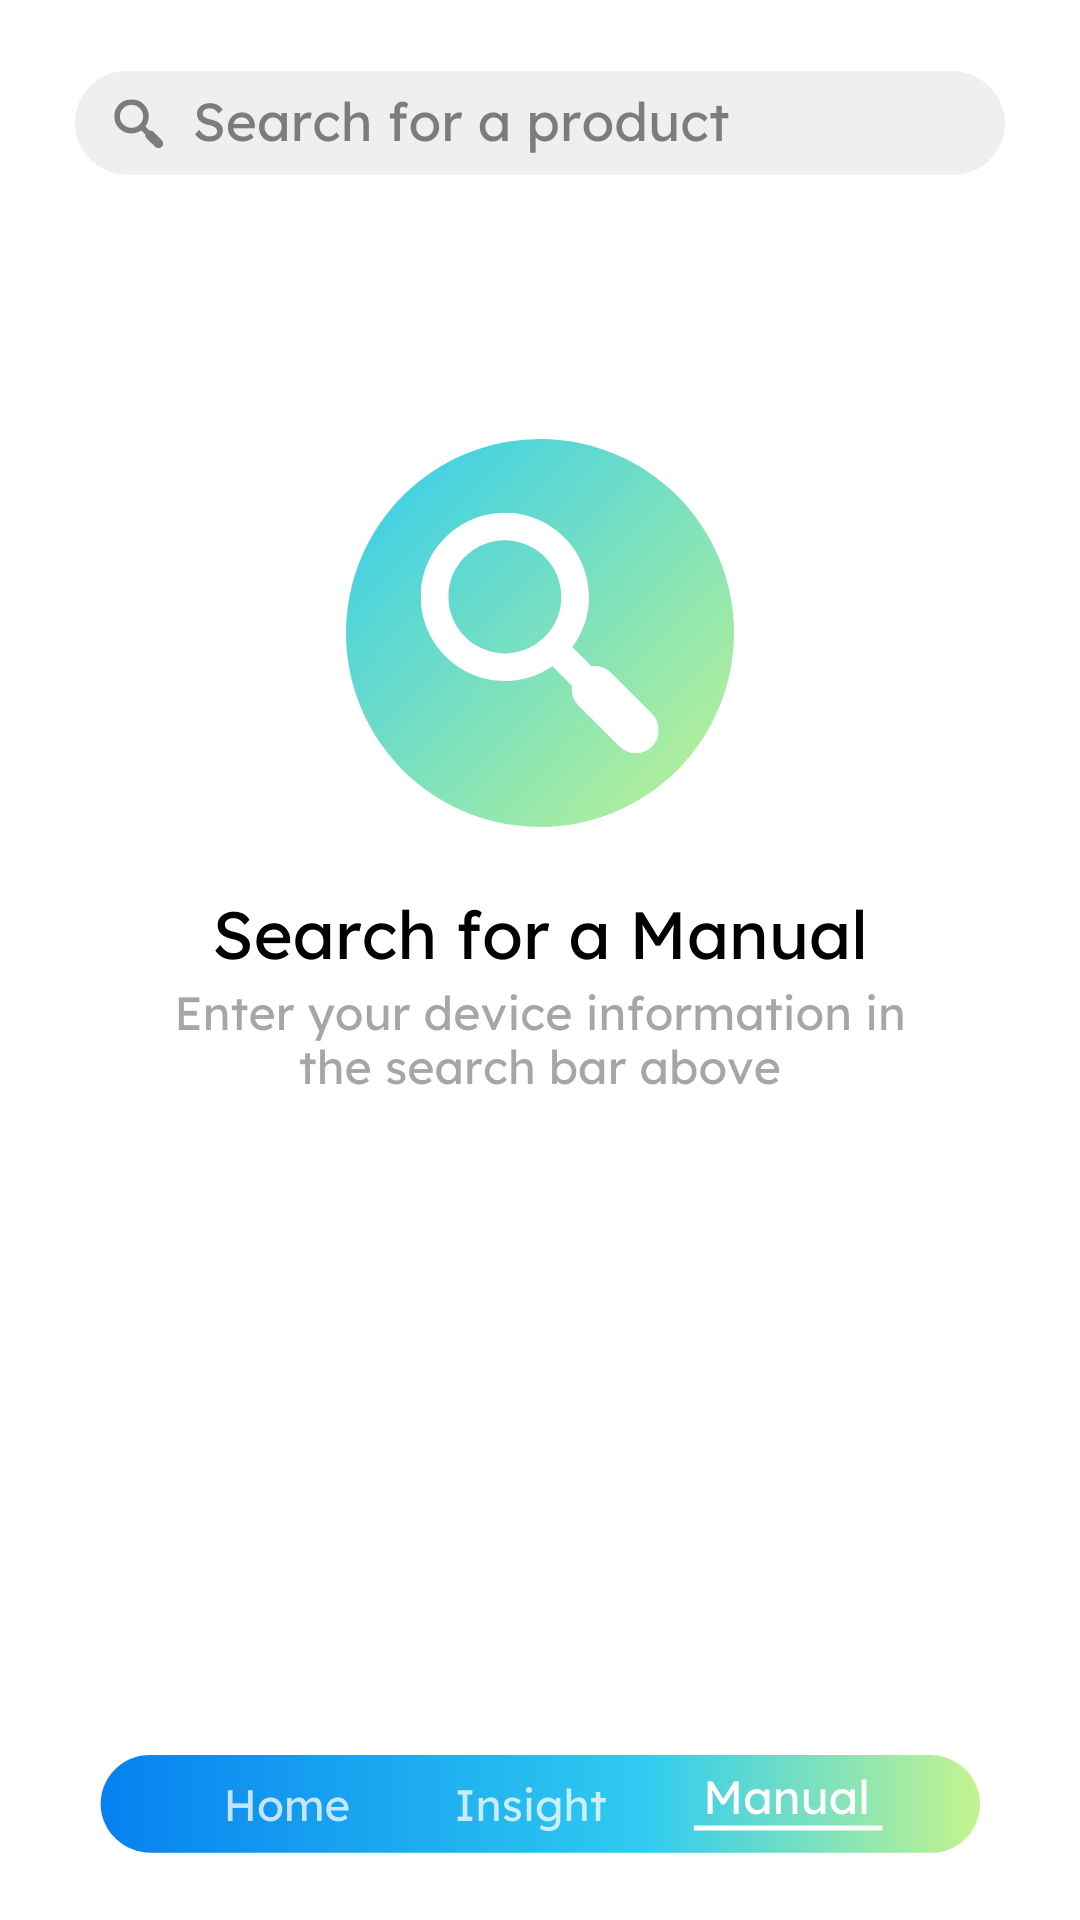 Search for a product
Search for a Manual
Enter your device information in
the search bar above
Home Insight Manual